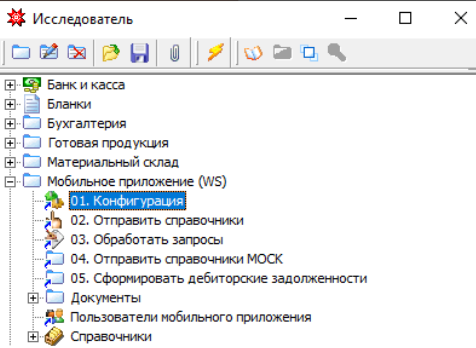 Исследователь
Банк и касса
Бланки
Бухгалтерия
Готовая продукция
Материальный склад
Мобильное приложение (WS)
01. Конфигурация
02. Отправить справочники
03. Обработать запросы
04. Отправить справочники МОСК
05. Сформировать дебиторские задолженности
Документы
Пользователи мобильного приложения
Справочники